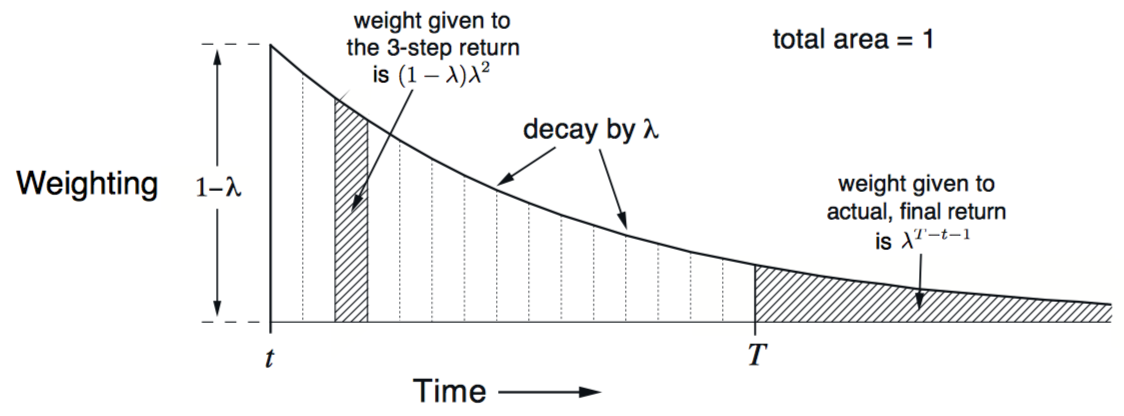 weight given to
the 3-step return
is (1 − λ)λ²
total area = 1
decay by λ
Weighting
1−λ
weight given to
actual, final return
is λᵀ⁻ᵗ⁻¹
t
T
Time